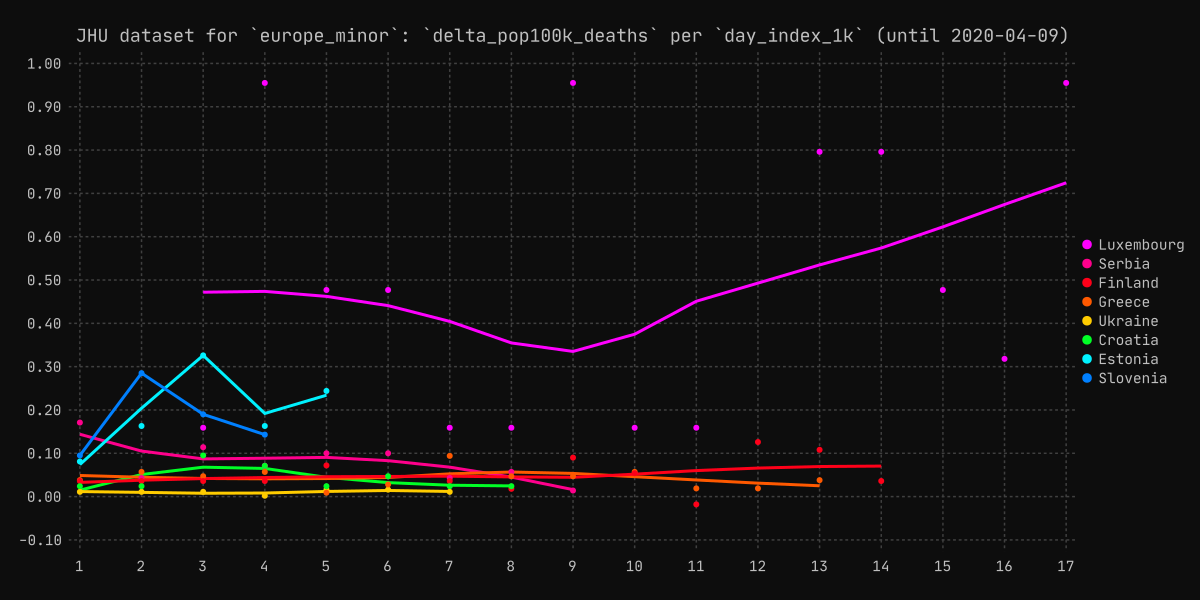 JHU dataset for `europe_minor`: `delta_pop100k_deaths` per `day_index_1k` (until 2020-04-09)
1.00
0.90
0.80
0.70
0.60
0.50
0.40
0.30
0.20
0.10
0.00
-0.10
1 2 3 4 5 6 7 8 9 10 11 12 13 14 15 16 17
Luxembourg
Serbia
Finland
Greece
Ukraine
Croatia
Estonia
Slovenia